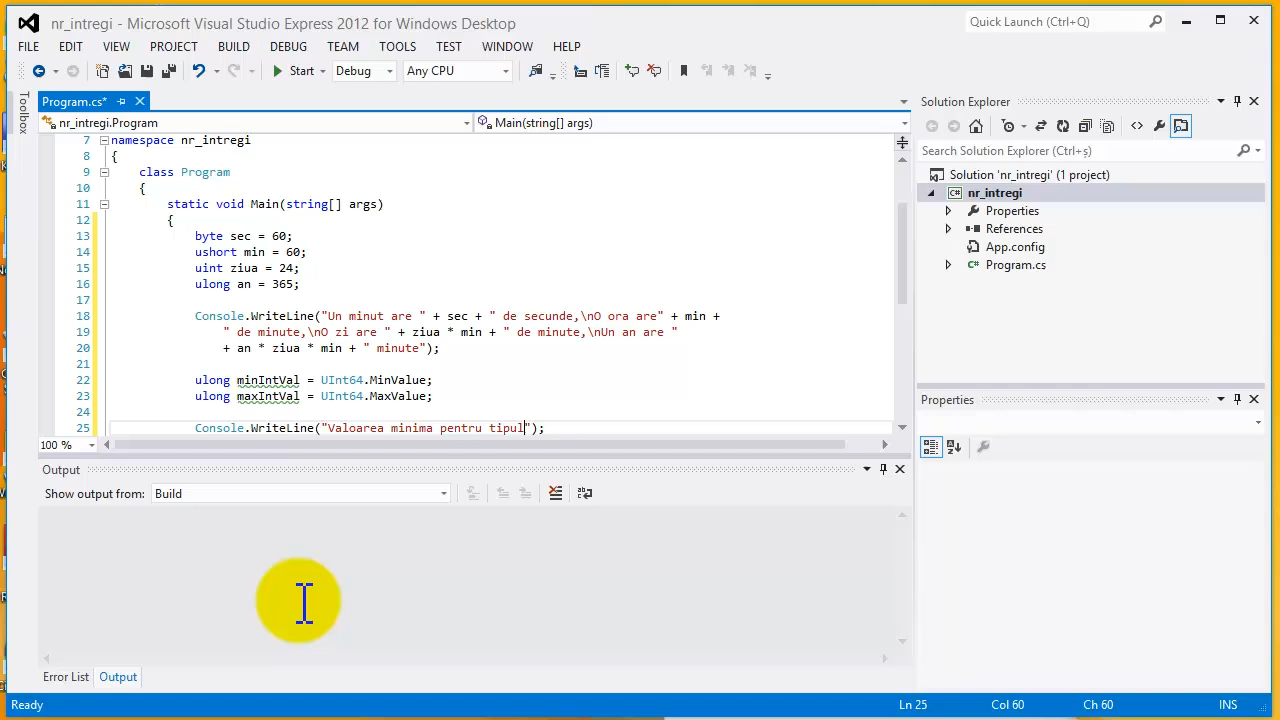 nr_intregi - Microsoft Visual Studio Express 2012 for Windows Desktop
Quick Launch (Ctrl+Q)
FILE EDIT VIEW PROJECT BUILD DEBUG TEAM TOOLS TEST WINDOW HELP
Start Debug Any CPU
Toolbox
Program.cs*
nr_intregi.Program
Main(string[] args)
7 namespace nr_intregi
8 {
9 class Program
10 {
11 static void Main(string[] args)
12 {
13 byte sec = 60;
14 ushort min = 60;
15 uint ziua = 24;
16 ulong an = 365;
17
18 Console.WriteLine("Un minut are " + sec + " de secunde,\nO ora are" + min +
19 " de minute,\nO zi are " + ziua * min + " de minute,\nUn an are "
20 + an * ziua * min + " minute");
21
22 ulong minIntVal = UInt64.MinValue;
23 ulong maxIntVal = UInt64.MaxValue;
24
25 Console.WriteLine("Valoarea minima pentru tipul");
100 %
Output
Show output from: Build
Error List Output
Solution Explorer
Search Solution Explorer (Ctrl+ș)
Solution 'nr_intregi' (1 project)
C# nr_intregi
Properties
References
App.config
C# Program.cs
Properties
Ready Ln 25 Col 60 Ch 60 INS